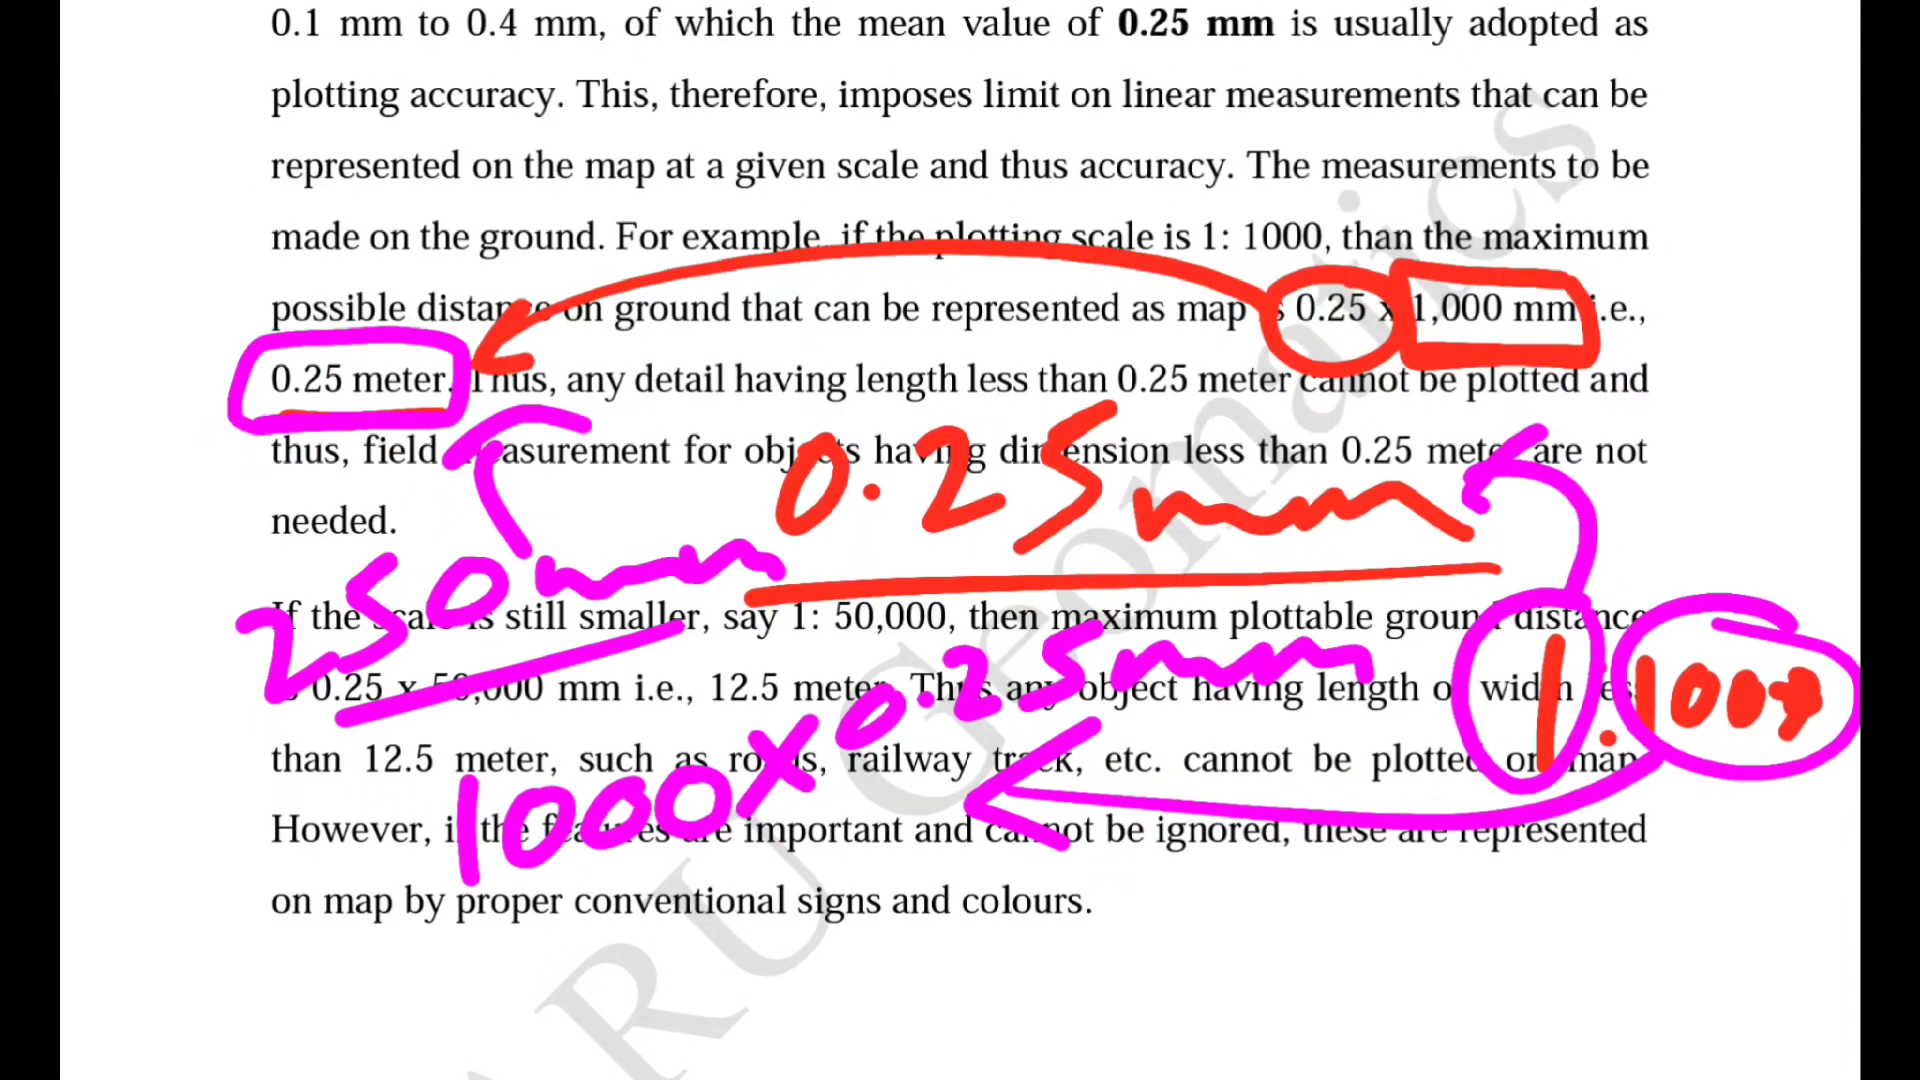 0.1 mm to 0.4 mm, of which the mean value of 0.25 mm is usually adopted as
plotting accuracy. This, therefore, imposes limit on linear measurements that can be
represented on the map at a given scale and thus accuracy. The measurements to be
made on the ground. For example, if the plotting scale is 1: 1000, than the maximum
possible distance on ground that can be represented as map is 0.25 x 1,000 mm i.e.,
0.25 meter. Thus, any detail having length less than 0.25 meter cannot be plotted and
thus, field measurement for objects having dimension less than 0.25 meter are not
needed.
0.25mm
250mm
If the scale is still smaller, say 1: 50,000, then maximum plottable ground distance
is 0.25 x 50,000 mm i.e., 12.5 meter. Thus any object having length or width less
than 12.5 meter, such as roads, railway track, etc. cannot be plotted on map.
However, if the features are important and cannot be ignored, these are represented
on map by proper conventional signs and colours.
1000 x 0.25mm
ARU Geomatics